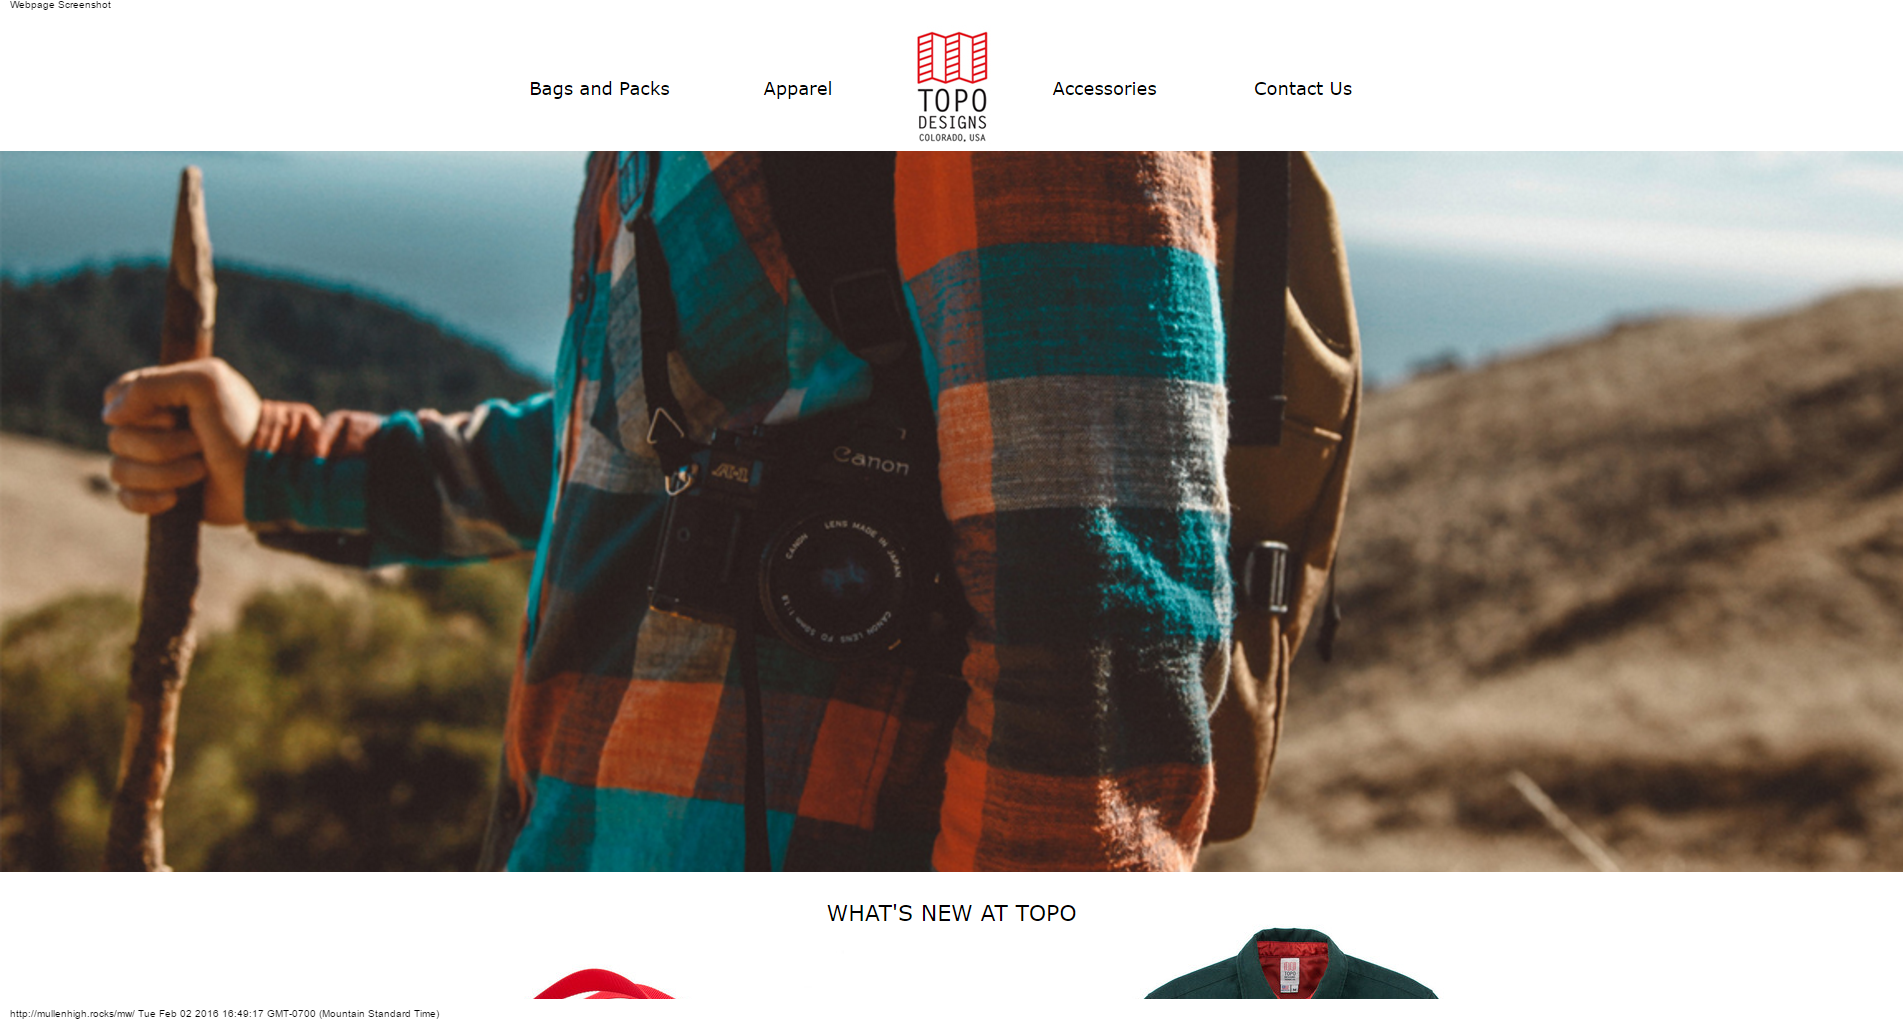 Webpage Screenshot
Bags and Packs
Apparel
TOPO
DESIGNS
COLORADO, USA
Accessories
Contact Us
Canon
A-1
CANON
LENS MADE IN JAPAN
CANON LENS FD 50mm 1:1.8
WHAT'S NEW AT TOPO
TOPO
http://mullenhigh.rocks/mw/ Tue Feb 02 2016 16:49:17 GMT-0700 (Mountain Standard Time)